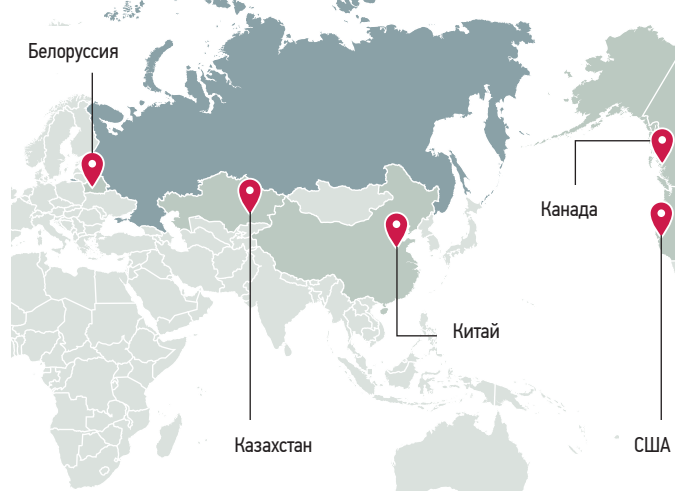 Белоруссия
Канада
Китай
Казахстан
США